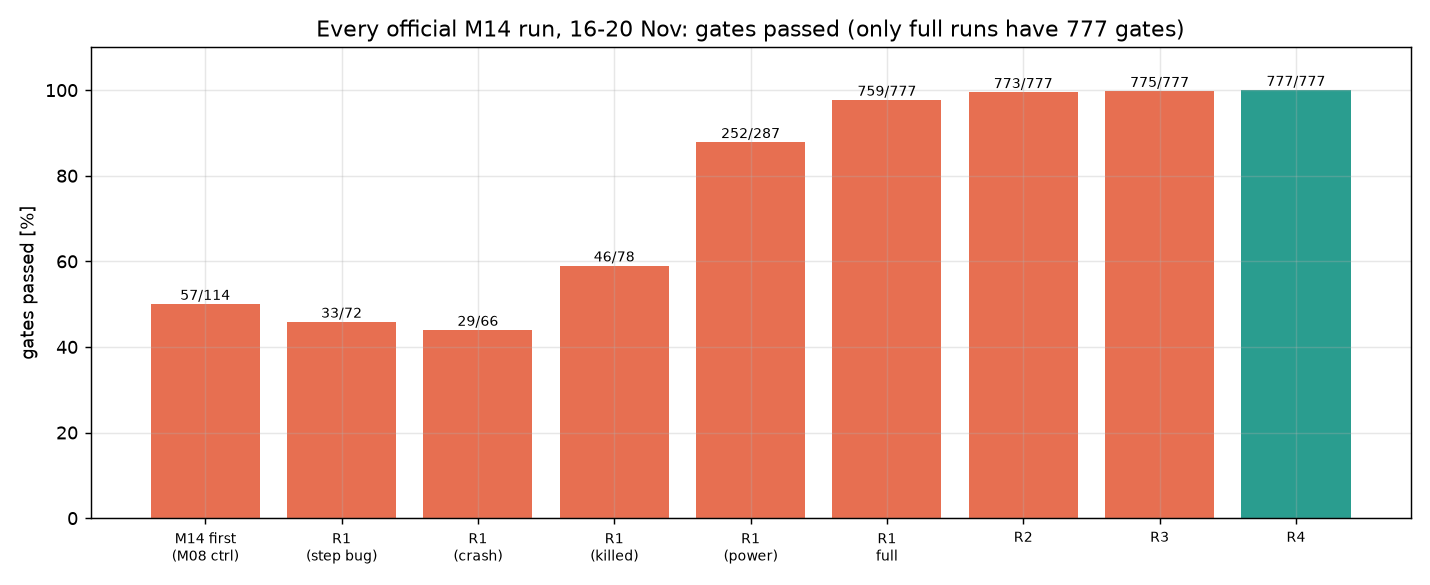 Every official M14 run, 16-20 Nov: gates passed (only full runs have 777 gates)
gates passed [%]
100
80
60
40
20
0
57/114
33/72
29/66
46/78
252/287
759/777
773/777
775/777
777/777
M14 first
(M08 ctrl)
R1
(step bug)
R1
(crash)
R1
(killed)
R1
(power)
R1
full
R2
R3
R4